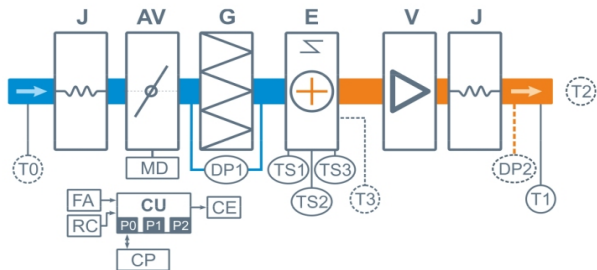 J AV G E V J
T2
T0 MD DP1 TS1 TS3 DP2
TS2 T3 T1
FA CU CE
RC P0 P1 P2
CP